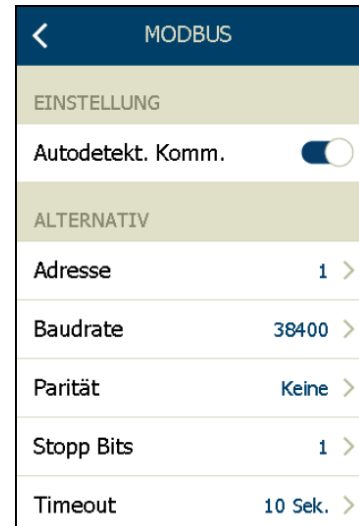 MODBUS
EINSTELLUNG
Autodetekt. Komm.
ALTERNATIV
Adresse 1
Baudrate 38400
Parität Keine
Stopp Bits 1
Timeout 10 Sek.